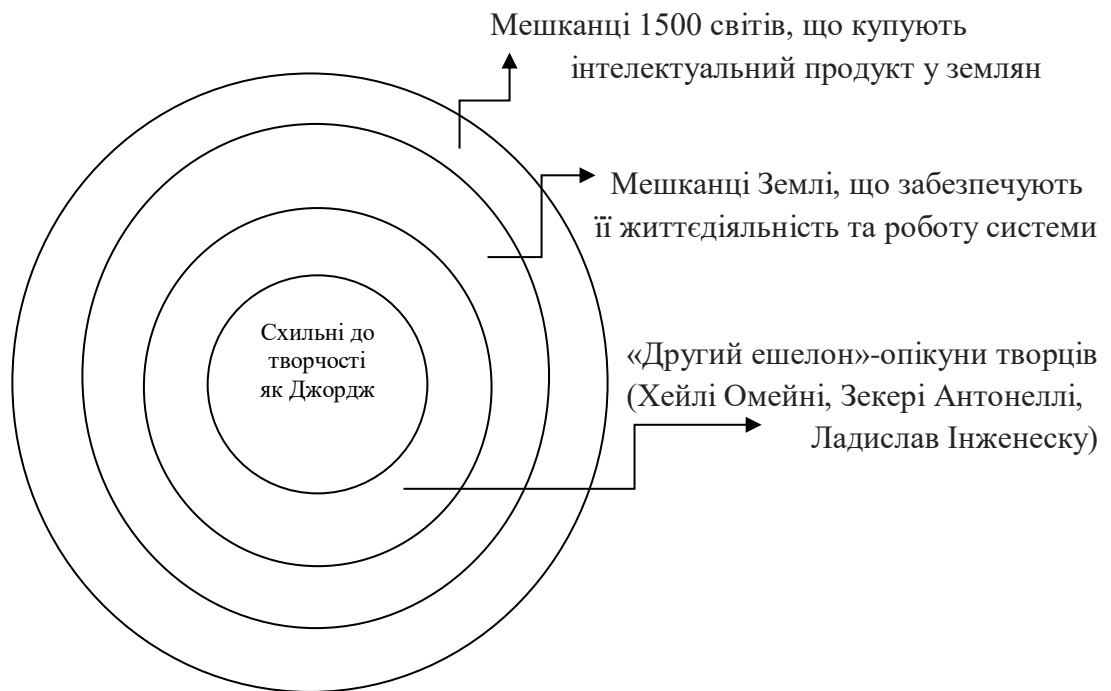 Мешканці 1500 світів, що купують
інтелектуальний продукт у землян
Мешканці Землі, що забезпечують
її життєдіяльність та роботу системи
Схильні до
творчості
як Джордж
«Другий ешелон»-опікуни творців
(Хейлі Омейні, Зекері Антонеллі,
Ладислав Інженеску)